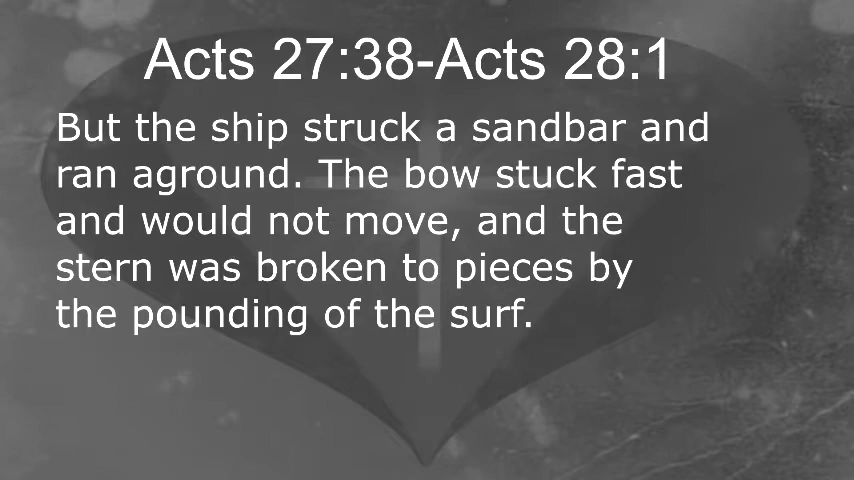 Acts 27:38-Acts 28:1
But the ship struck a sandbar and
ran aground. The bow stuck fast
and would not move, and the
stern was broken to pieces by
the pounding of the surf.